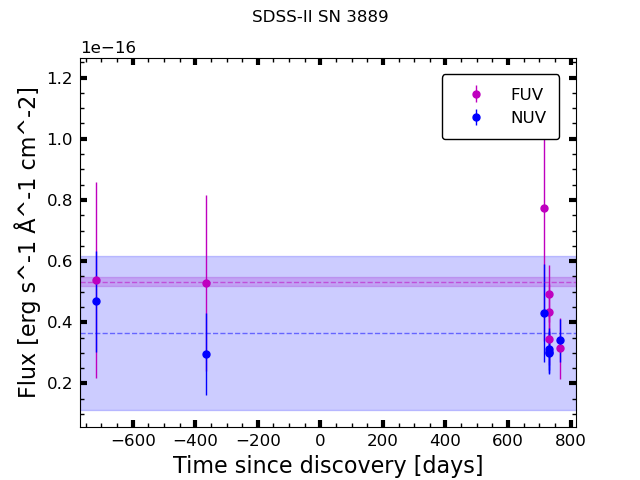 SDSS-II SN 3889
1e−16
FUV
NUV
1.2
1.0
0.8
0.6
0.4
0.2
Flux [erg s^-1 Å^-1 cm^-2]
−600 −400 −200 0 200 400 600 800
Time since discovery [days]